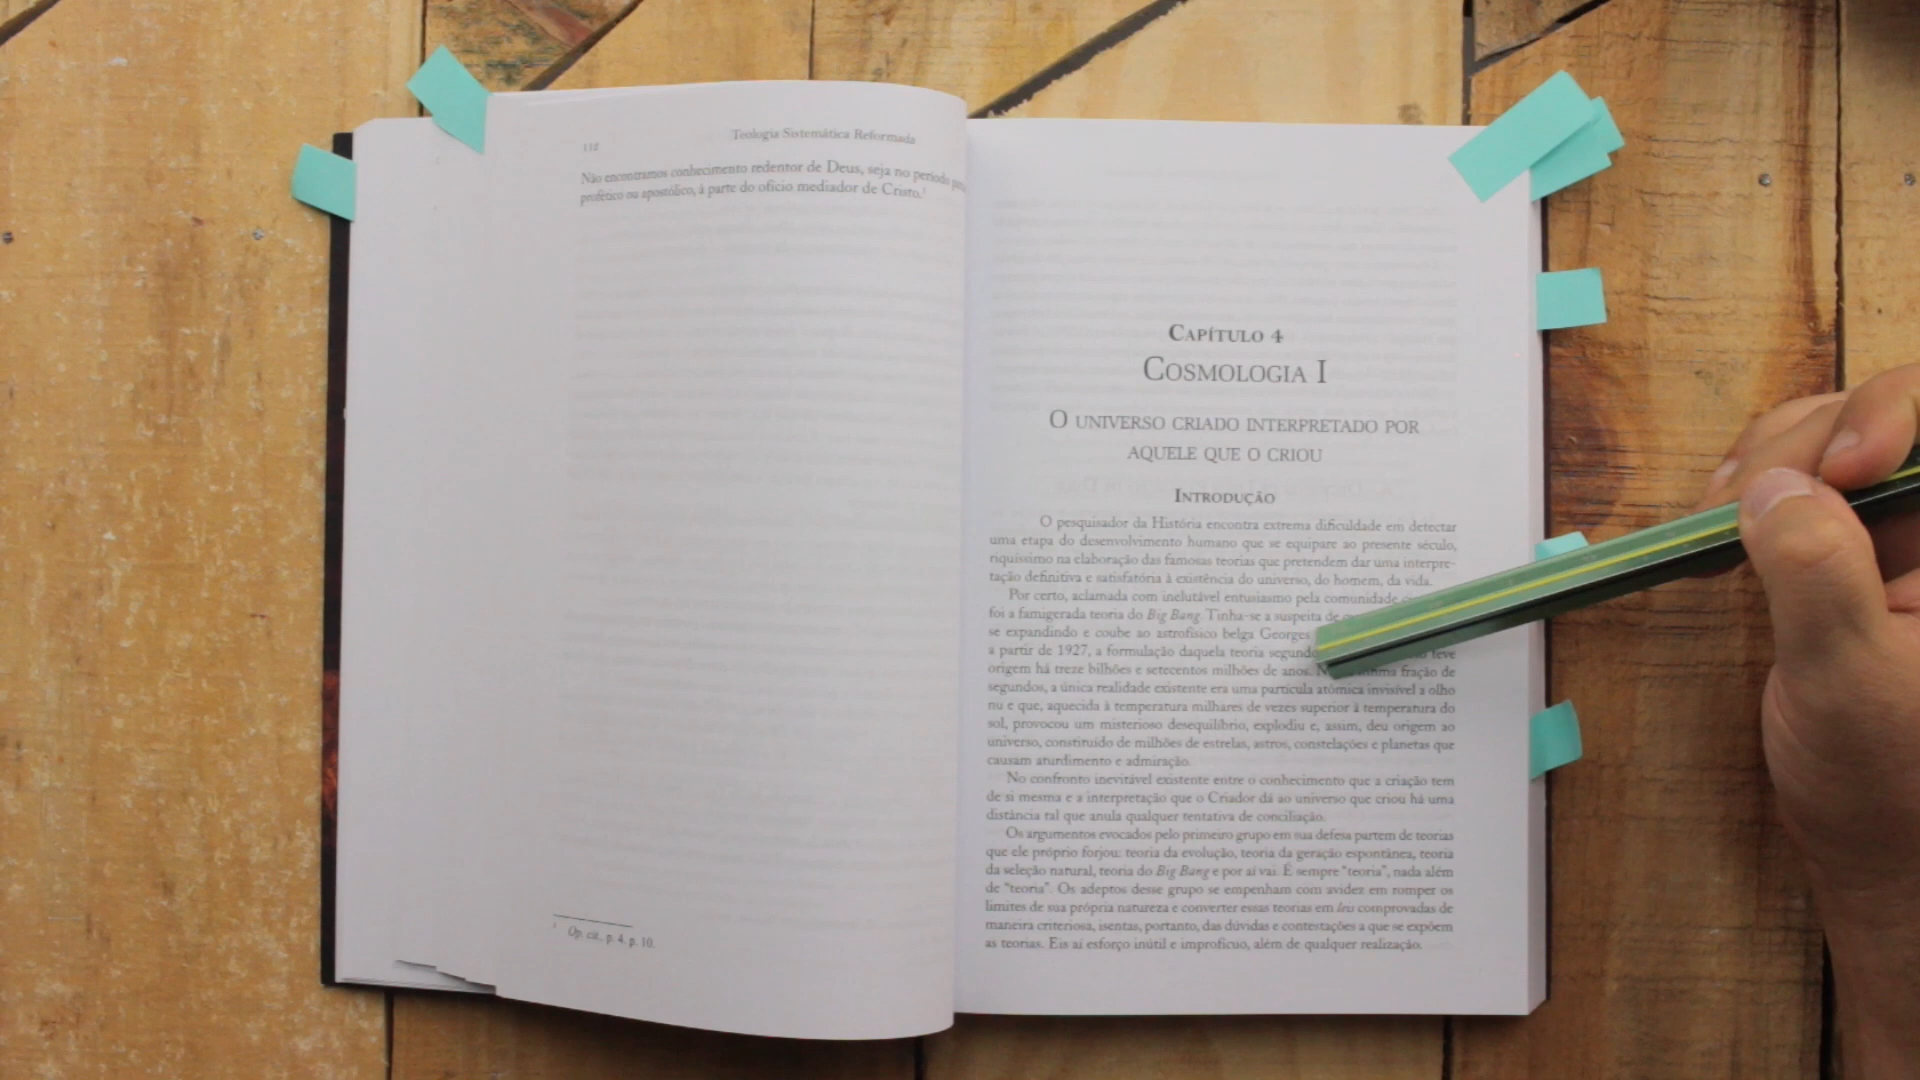 112
Teologia Sistemática Reformada
Não encontramos conhecimento redentor de Deus, seja no período
profético ou apostólico, à parte do ofício mediador de Cristo.¹
¹ Op. cit., p. 4, p. 10.
Capítulo 4
Cosmologia I
O universo criado interpretado por
aquele que o criou
Introdução
O pesquisador da História encontra extrema dificuldade em detectar
uma etapa do desenvolvimento humano que se equipare ao presente século,
riquíssimo na elaboração das famosas teorias que pretendem dar uma interpre-
tação definitiva e satisfatória à existência do universo, do homem, da vida.
Por certo, aclamada com inelutável entusiasmo pela comunidade
foi a famigerada teoria do Big Bang. Tinha-se a suspeita de
se expandindo e coube ao astrofísico belga Georges
a partir de 1927, a formulação daquela teoria segundo teve
origem há treze bilhões e setecentos milhões de anos. fração de
segundos, a única realidade existente era uma partícula atômica invisível a olho
nu e que, aquecida à temperatura milhares de vezes superior à temperatura do
sol, provocou um misterioso desequilíbrio, explodiu e, assim, deu origem ao
universo, constituído de milhões de estrelas, astros, constelações e planetas que
causam aturdimento e admiração.
No confronto inevitável existente entre o conhecimento que a criação tem
de si mesma e a interpretação que o Criador dá ao universo que criou há uma
distância tal que anula qualquer tentativa de conciliação.
Os argumentos evocados pelo primeiro grupo em sua defesa partem de teorias
que ele próprio forjou: teoria da evolução, teoria da geração espontânea, teoria
da seleção natural, teoria do Big Bang e por aí vai. É sempre "teoria", nada além
de "teoria". Os adeptos desse grupo se empenham com avidez em romper os
limites de sua própria natureza e converter essas teorias em leis comprovadas de
maneira criteriosa, isentas, portanto, das dúvidas e contestações a que se expõem
as teorias. Eis aí esforço inútil e improfícuo, além de qualquer realização.